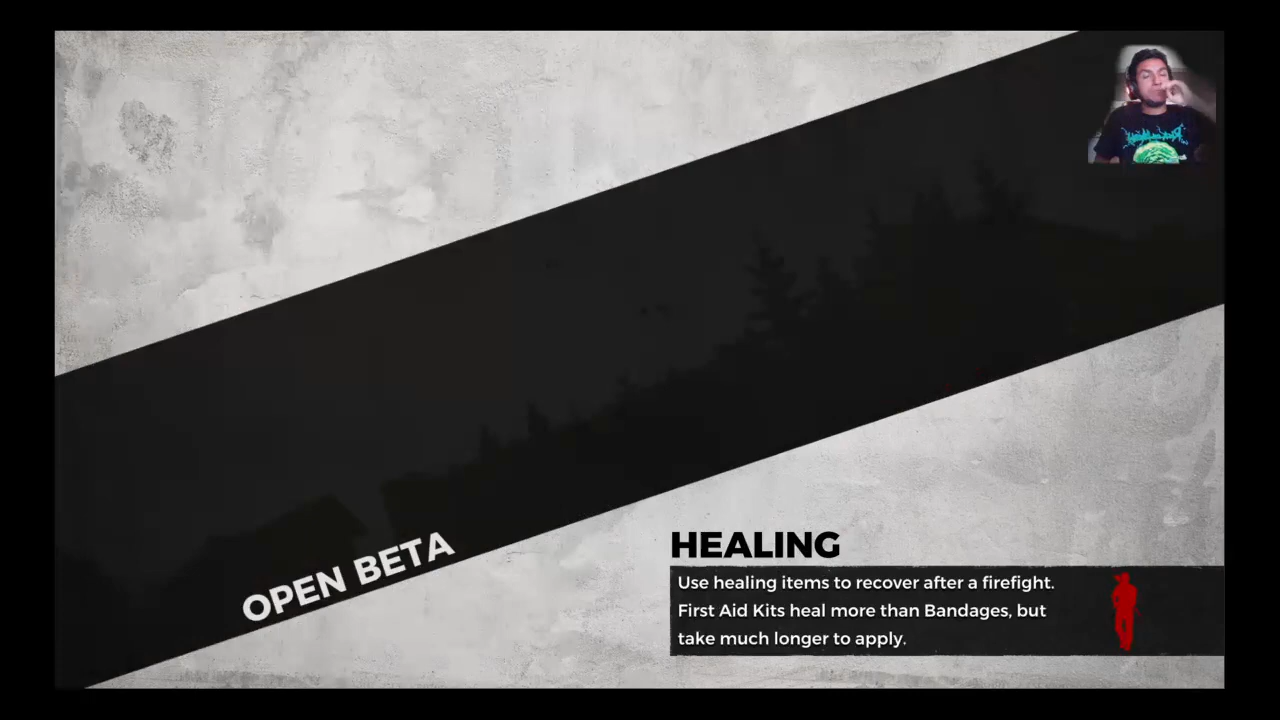 OPEN BETA
HEALING
Use healing items to recover after a firefight.
First Aid Kits heal more than Bandages, but
take much longer to apply.